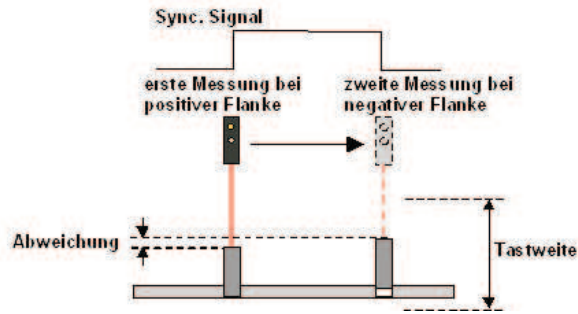 Sync. Signal
erste Messung bei
positiver Flanke
zweite Messung bei
negativer Flanke
Abweichung
Tastweite